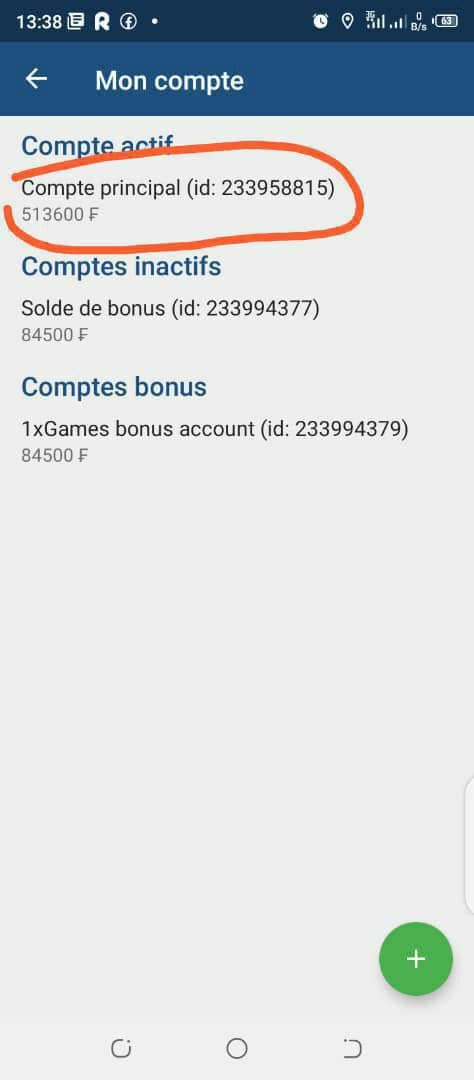 13:38
3G
0
B/s
63
Mon compte
Compte actif
Compte principal (id: 233958815)
513600 ₣
Comptes inactifs
Solde de bonus (id: 233994377)
84500 ₣
Comptes bonus
1xGames bonus account (id: 233994379)
84500 ₣